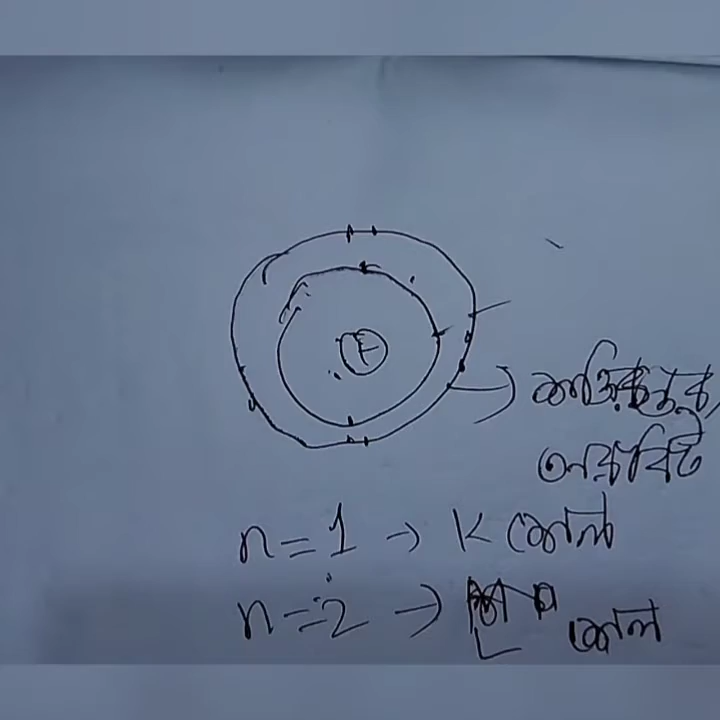 F
অরবিট
n = 1 → K শেল
n = 2 → L শেল